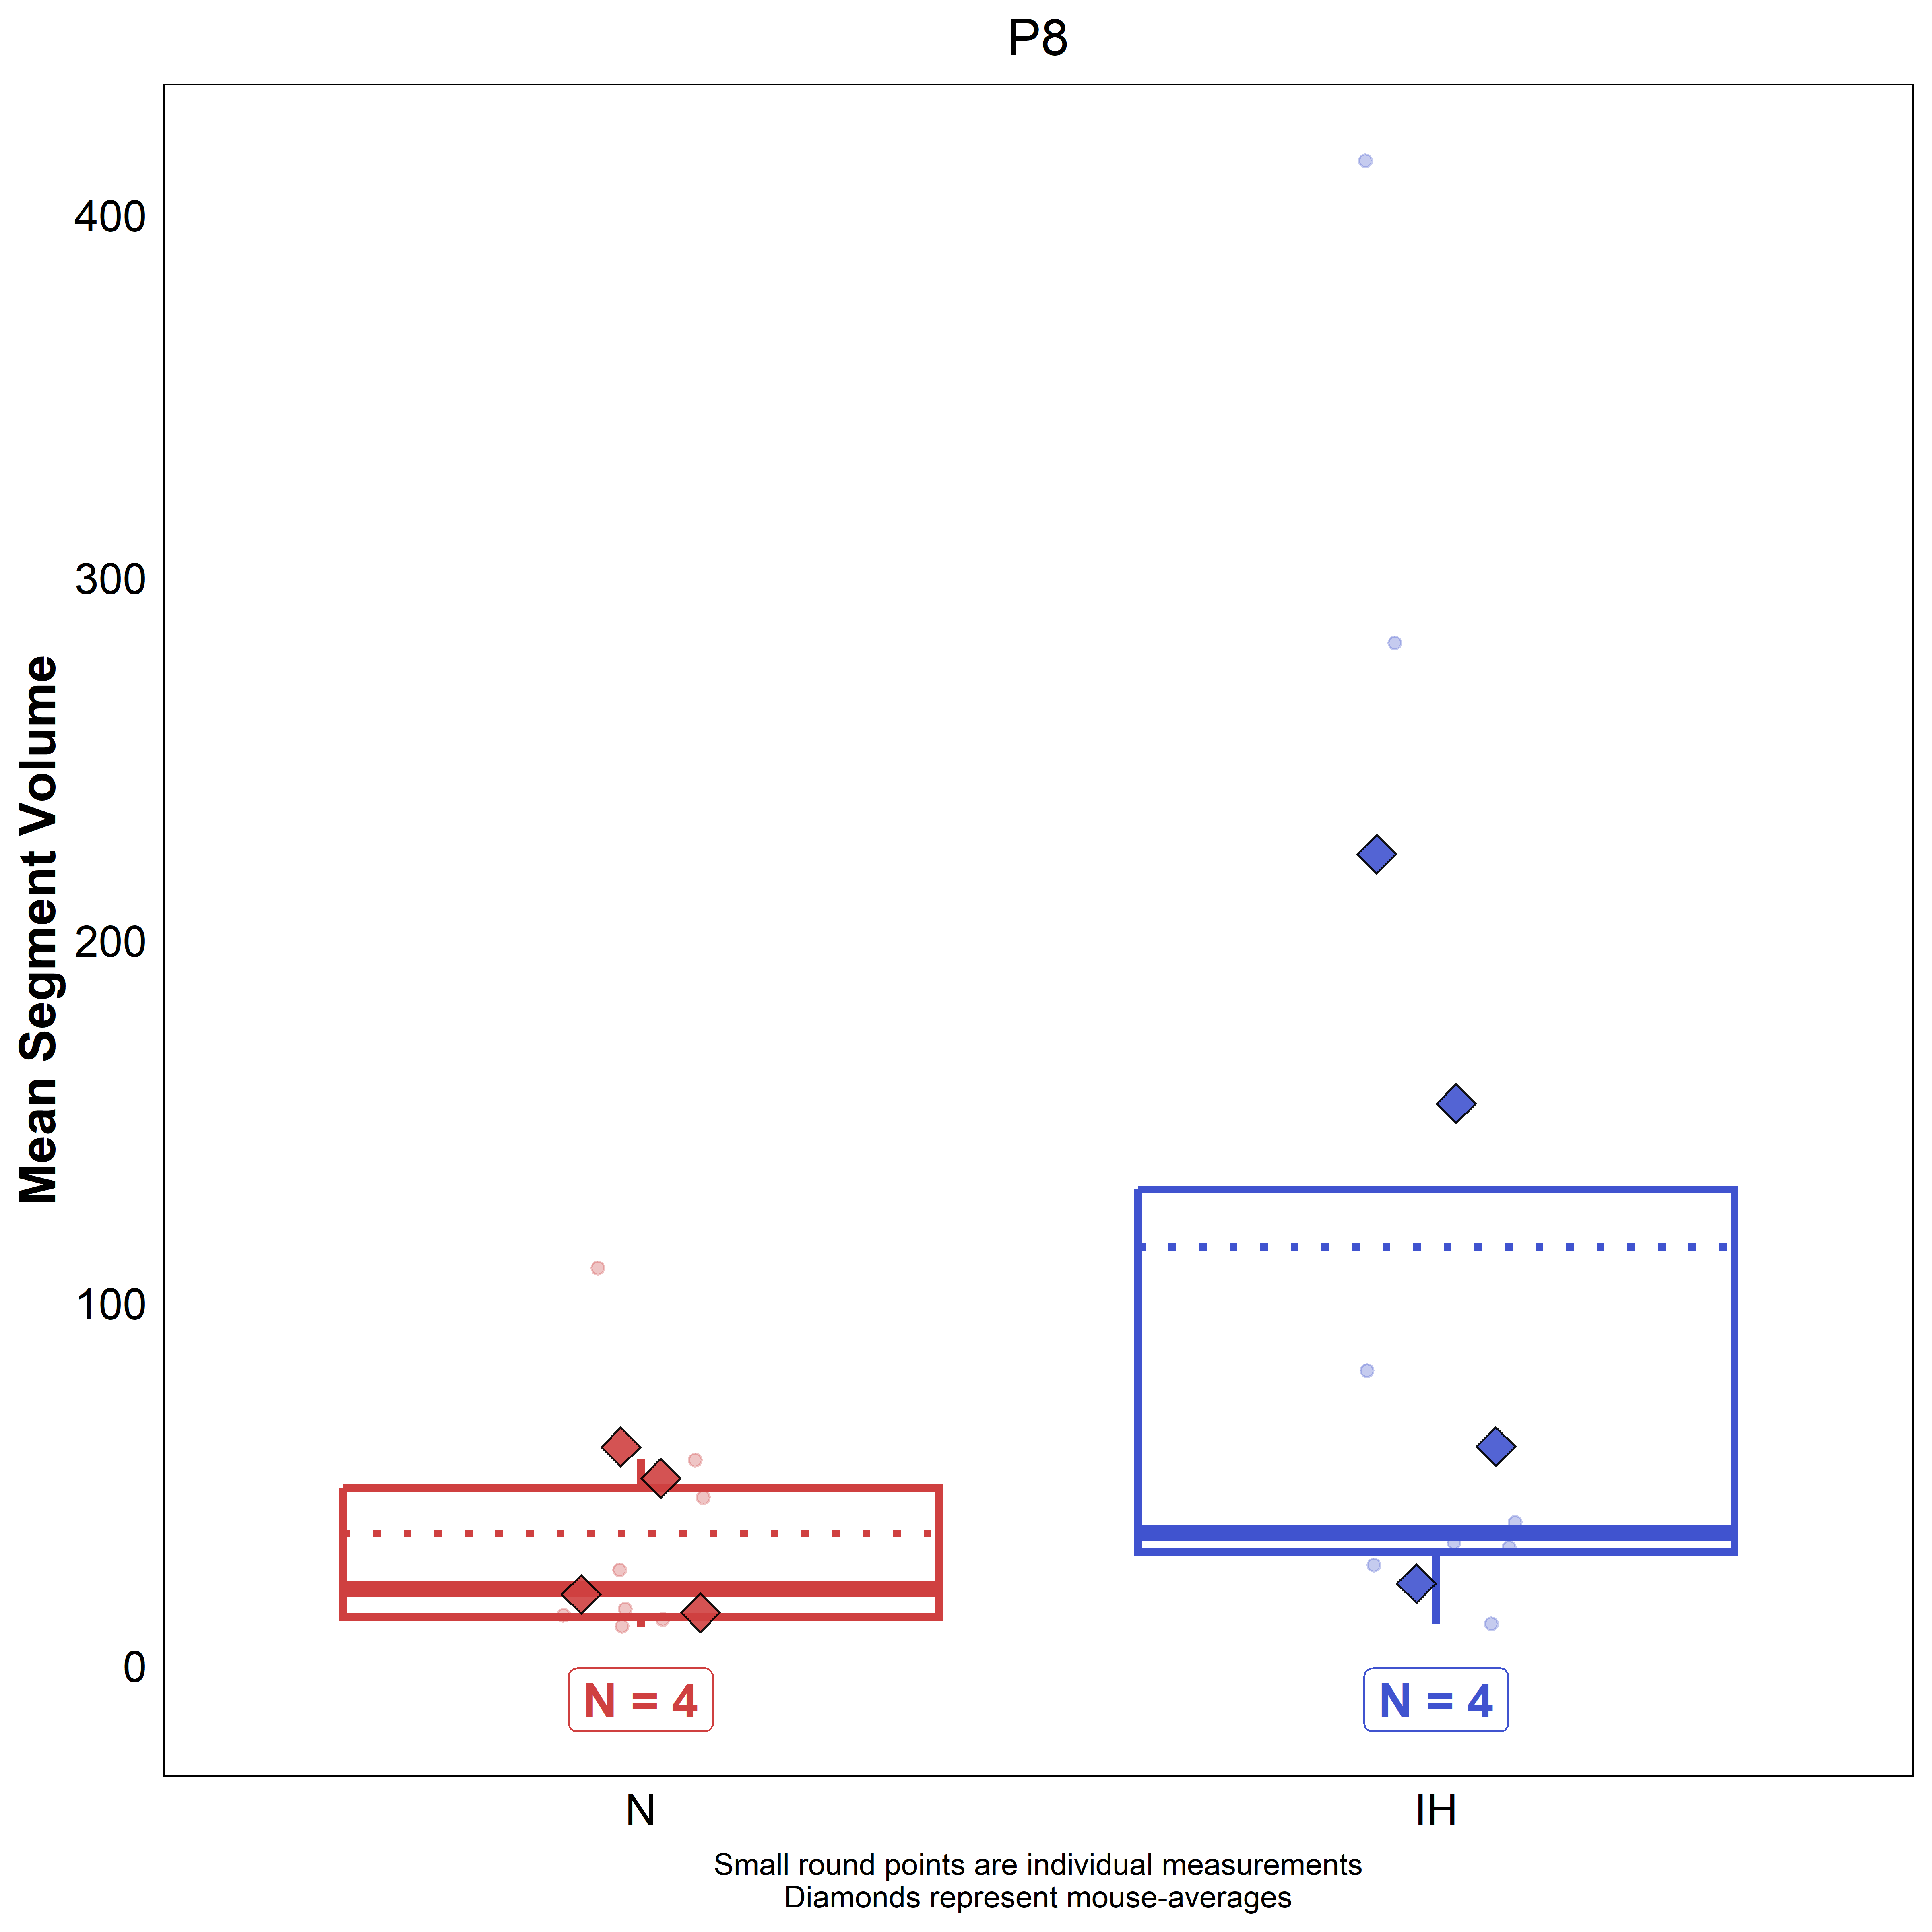 P8
Mean Segment Volume
400
300
200
100
0
N = 4
N = 4
N
IH
Small round points are individual measurements
Diamonds represent mouse-averages